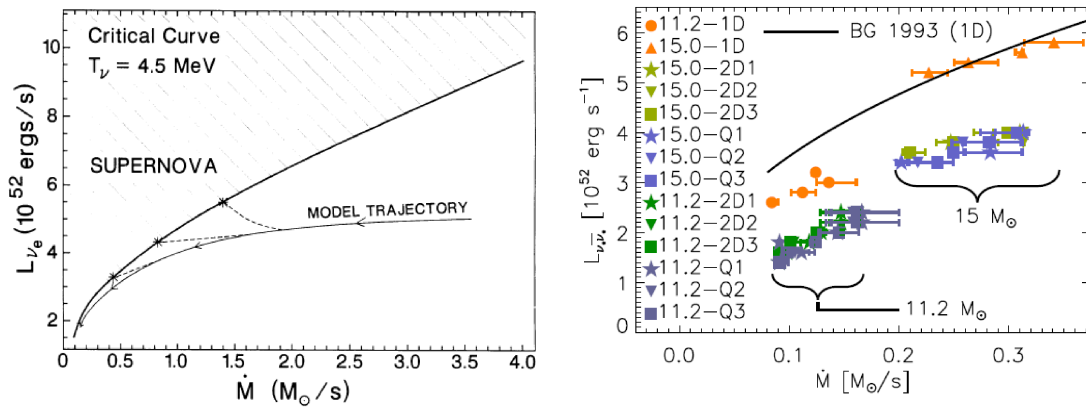 Critical Curve
T_ν = 4.5 MeV
SUPERNOVA
MODEL TRAJECTORY
L_νe (10^52 ergs/s)
10
8
6
4
2
0
0.5
1.0
1.5
2.0
2.5
3.0
3.5
4.0
Ṁ (M_⊙/s)
11.2-1D
15.0-1D
15.0-2D1
15.0-2D2
15.0-2D3
15.0-Q1
15.0-Q2
15.0-Q3
11.2-2D1
11.2-2D2
11.2-2D3
11.2-Q1
11.2-Q2
11.2-Q3
BG 1993 (1D)
15 M_⊙
11.2 M_⊙
[10^52 erg s^-1]
6
5
4
3
2
1
0
0.0
0.1
0.2
0.3
Ṁ [M_⊙/s]